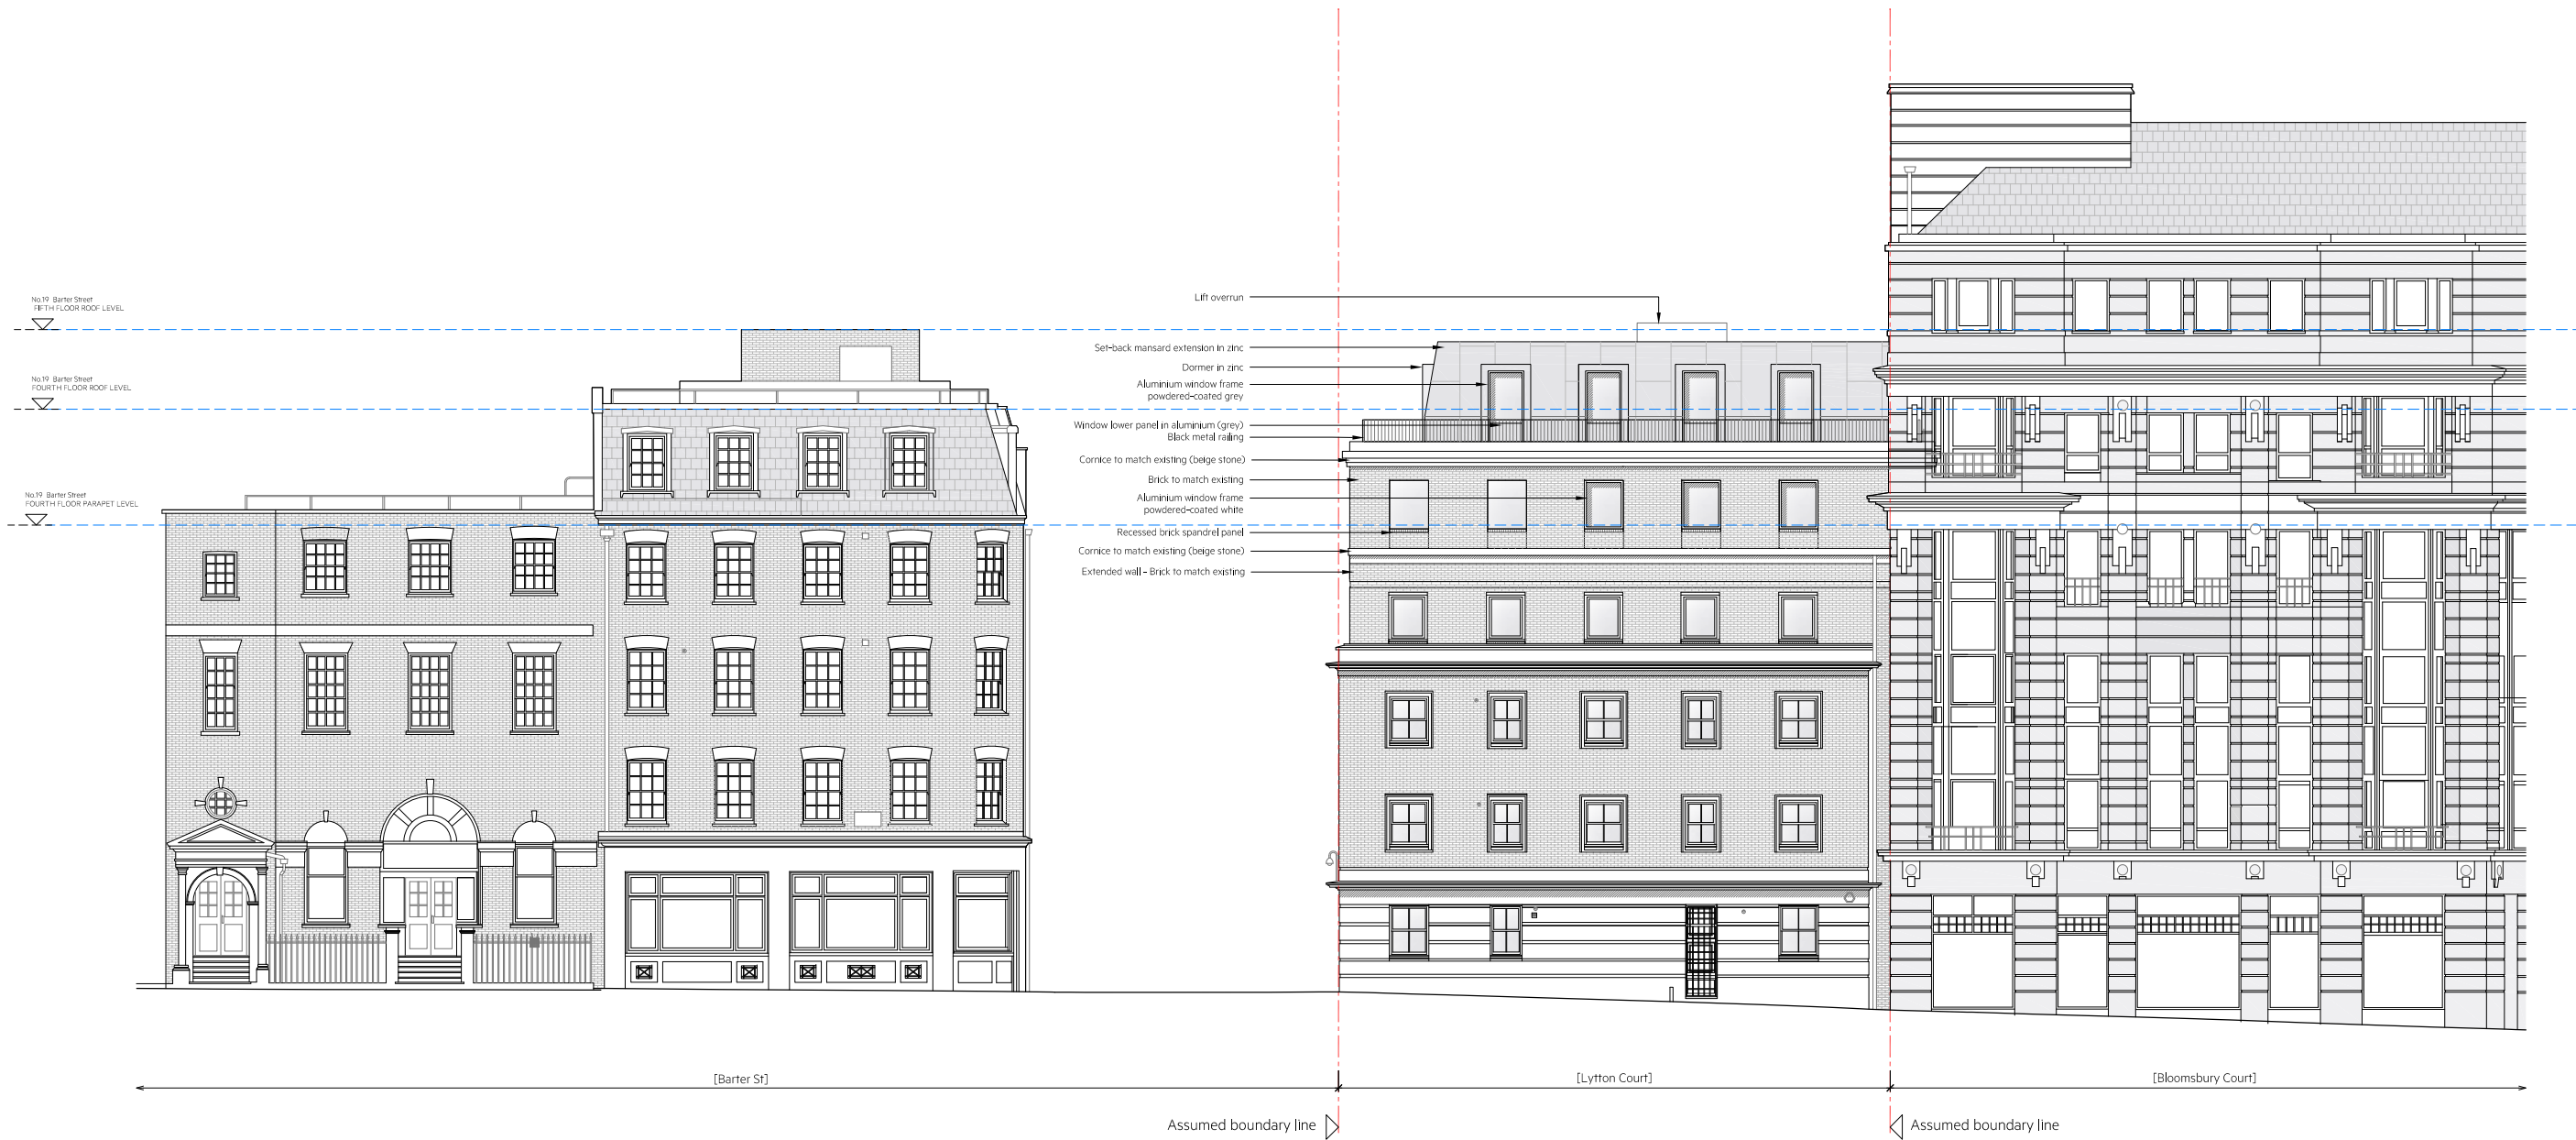 No.19 Barter Street
FIFTH FLOOR ROOF LEVEL
No.19 Barter Street
FOURTH FLOOR ROOF LEVEL
No.19 Barter Street
FOURTH FLOOR PARAPET LEVEL
Lift overrun
Set-back mansard extension in zinc
Dormer in zinc
Aluminium window frame
powdered-coated grey
Window lower panel in aluminium (grey)
Black metal railing
Cornice to match existing (beige stone)
Brick to match existing
Aluminium window frame
powdered-coated white
Recessed brick spandrel panel
Cornice to match existing (beige stone)
Extended wall - Brick to match existing
[Barter St]
[Lytton Court]
[Bloomsbury Court]
Assumed boundary line
Assumed boundary line